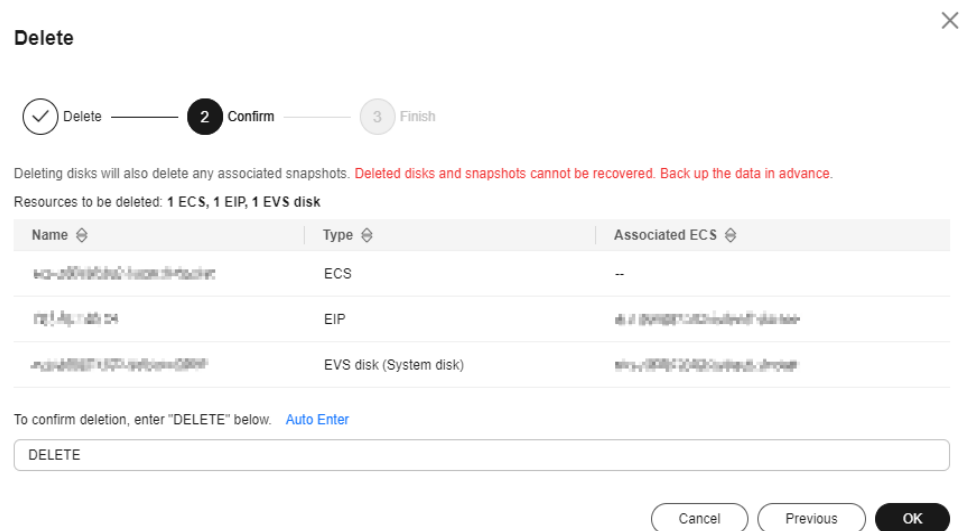 Delete
Delete 2 Confirm 3 Finish
Deleting disks will also delete any associated snapshots. Deleted disks and snapshots cannot be recovered. Back up the data in advance.
Resources to be deleted: 1 ECS, 1 EIP, 1 EVS disk
Name Type Associated ECS
ECS --
EIP
EVS disk (System disk)
To confirm deletion, enter "DELETE" below. Auto Enter
DELETE
Cancel Previous OK